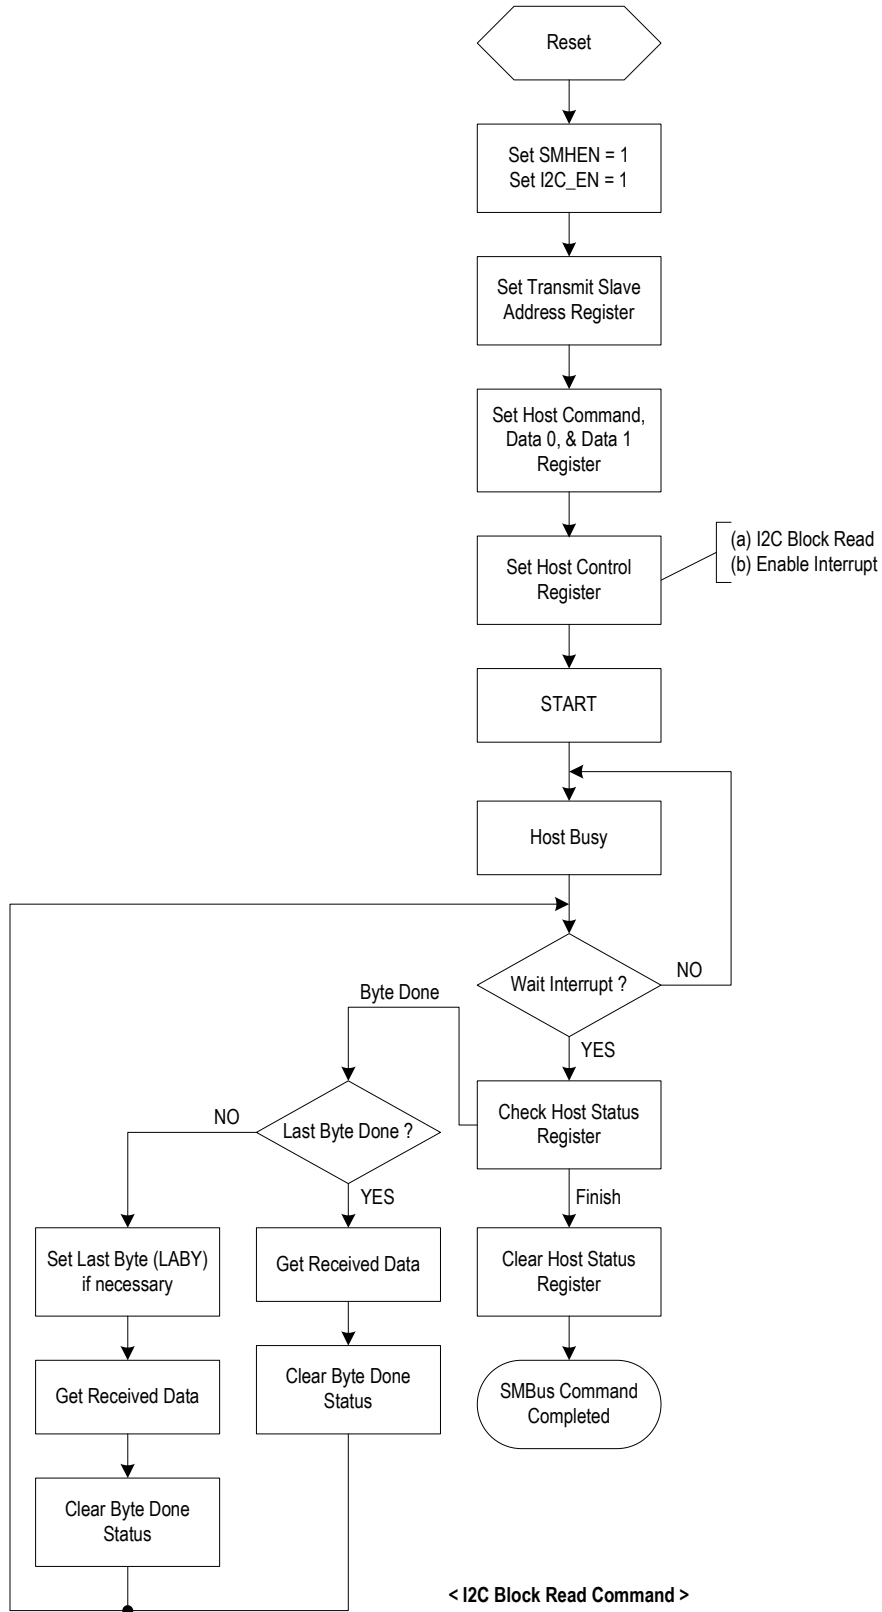 Reset
Set SMHEN = 1
Set I2C_EN = 1
Set Transmit Slave
Address Register
Set Host Command,
Data 0, & Data 1
Register
Set Host Control
Register
(a) I2C Block Read
(b) Enable Interrupt
START
Host Busy
Wait Interrupt ?
NO
YES
Byte Done
Check Host Status
Register
Last Byte Done ?
NO
YES
Finish
Set Last Byte (LABY)
if necessary
Get Received Data
Clear Host Status
Register
Get Received Data
Clear Byte Done
Status
SMBus Command
Completed
Clear Byte Done
Status
< I2C Block Read Command >